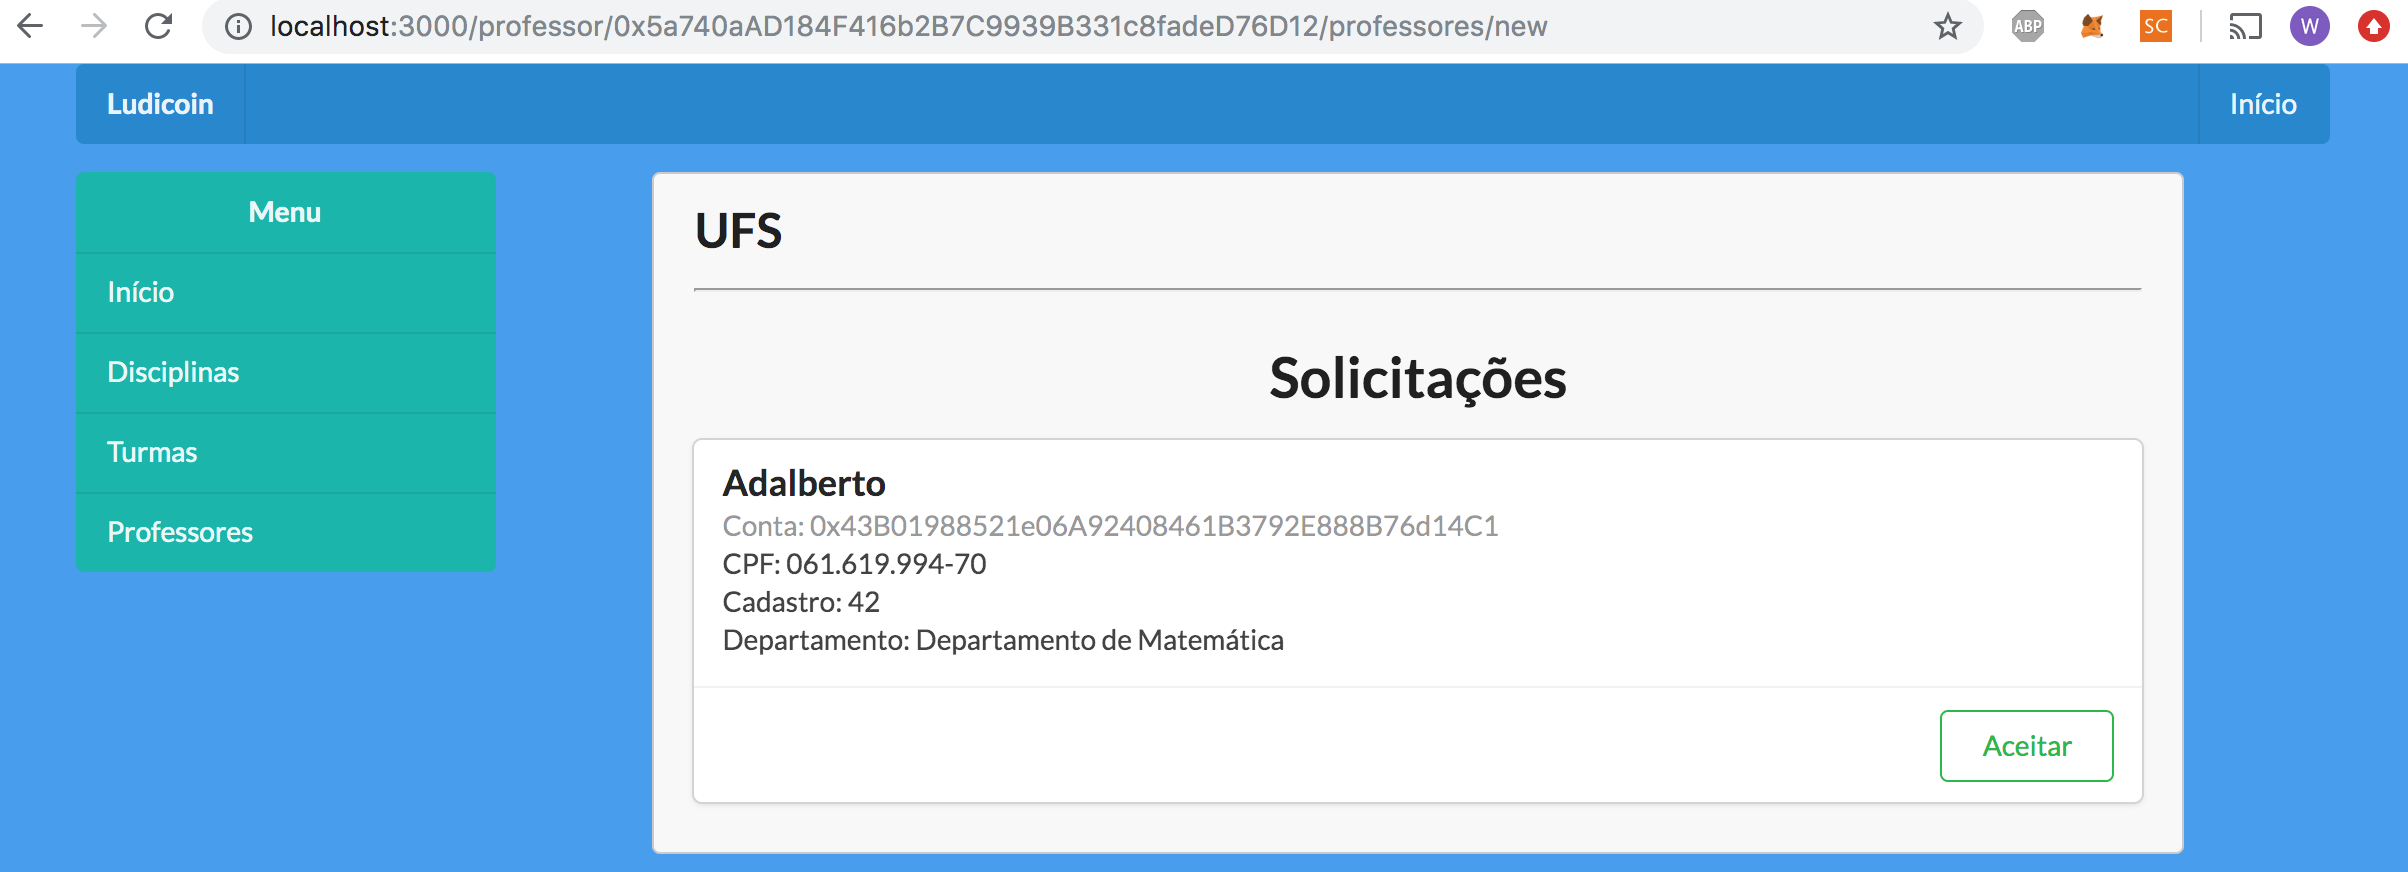 localhost:3000/professor/0x5a740aAD184F416b2B7C9939B331c8fadeD76D12/professores/new
ABP
SC
W
Ludicoin
Início
Menu
Início
Disciplinas
Turmas
Professores
UFS
Solicitações
Adalberto
Conta: 0x43B01988521e06A92408461B3792E888B76d14C1
CPF: 061.619.994-70
Cadastro: 42
Departamento: Departamento de Matemática
Aceitar